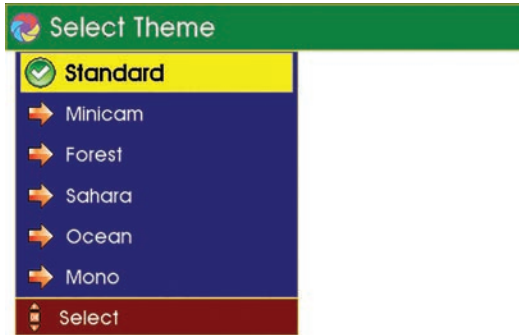 Select Theme
Standard
Minicam
Forest
Sahara
Ocean
Mono
Select